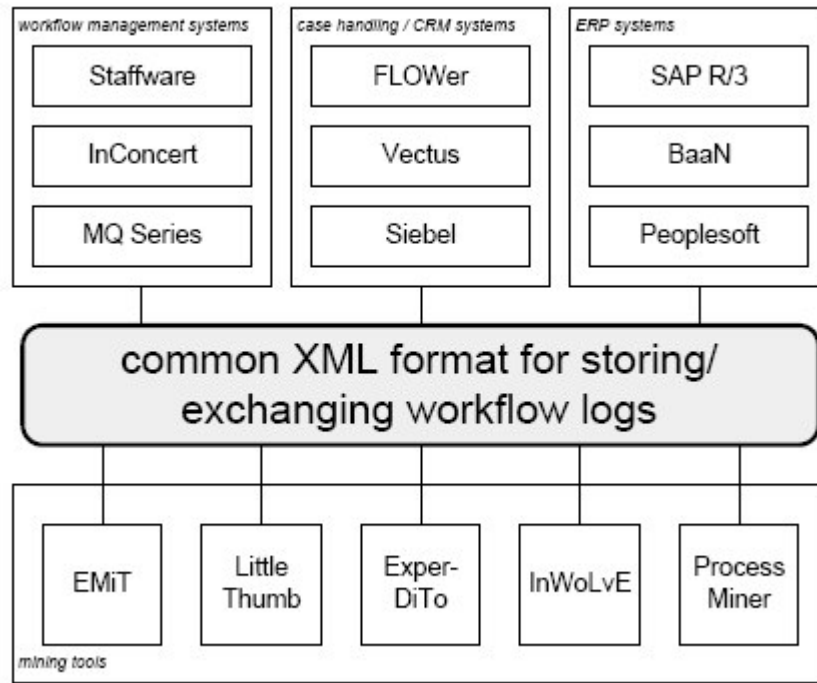 workflow management systems
Staffware
InConcert
MQ Series
case handling / CRM systems
FLOWer
Vectus
Siebel
ERP systems
SAP R/3
BaaN
Peoplesoft
common XML format for storing/
exchanging workflow logs
EMiT
Little
Thumb
Exper-
DiTo
InWoLvE
Process
Miner
mining tools